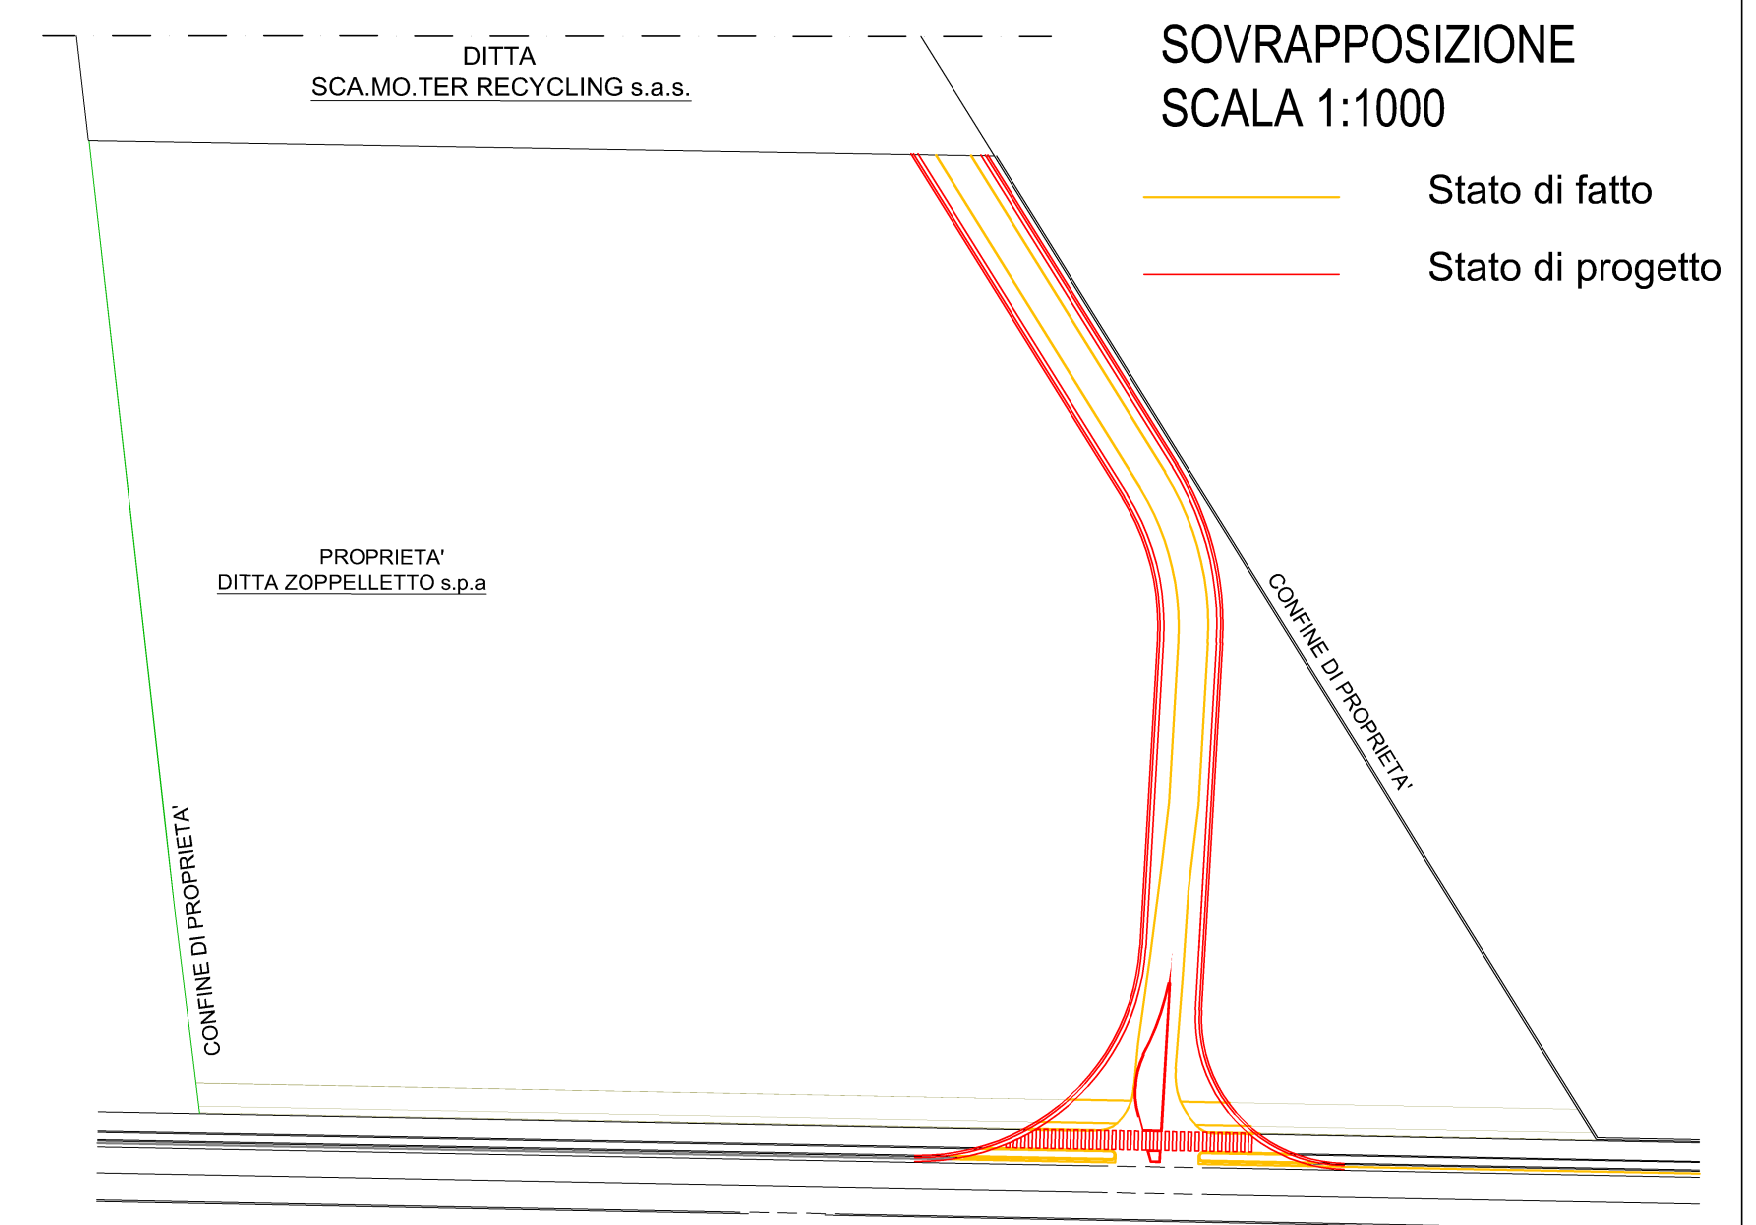 SOVRAPPOSIZIONE
SCALA 1:1000
DITTA
SCA.MO.TER RECYCLING s.a.s.
Stato di fatto
Stato di progetto
PROPRIETA'
DITTA ZOPPELLETTO s.p.a
CONFINE DI PROPRIETA'
CONFINE DI PROPRIETA'